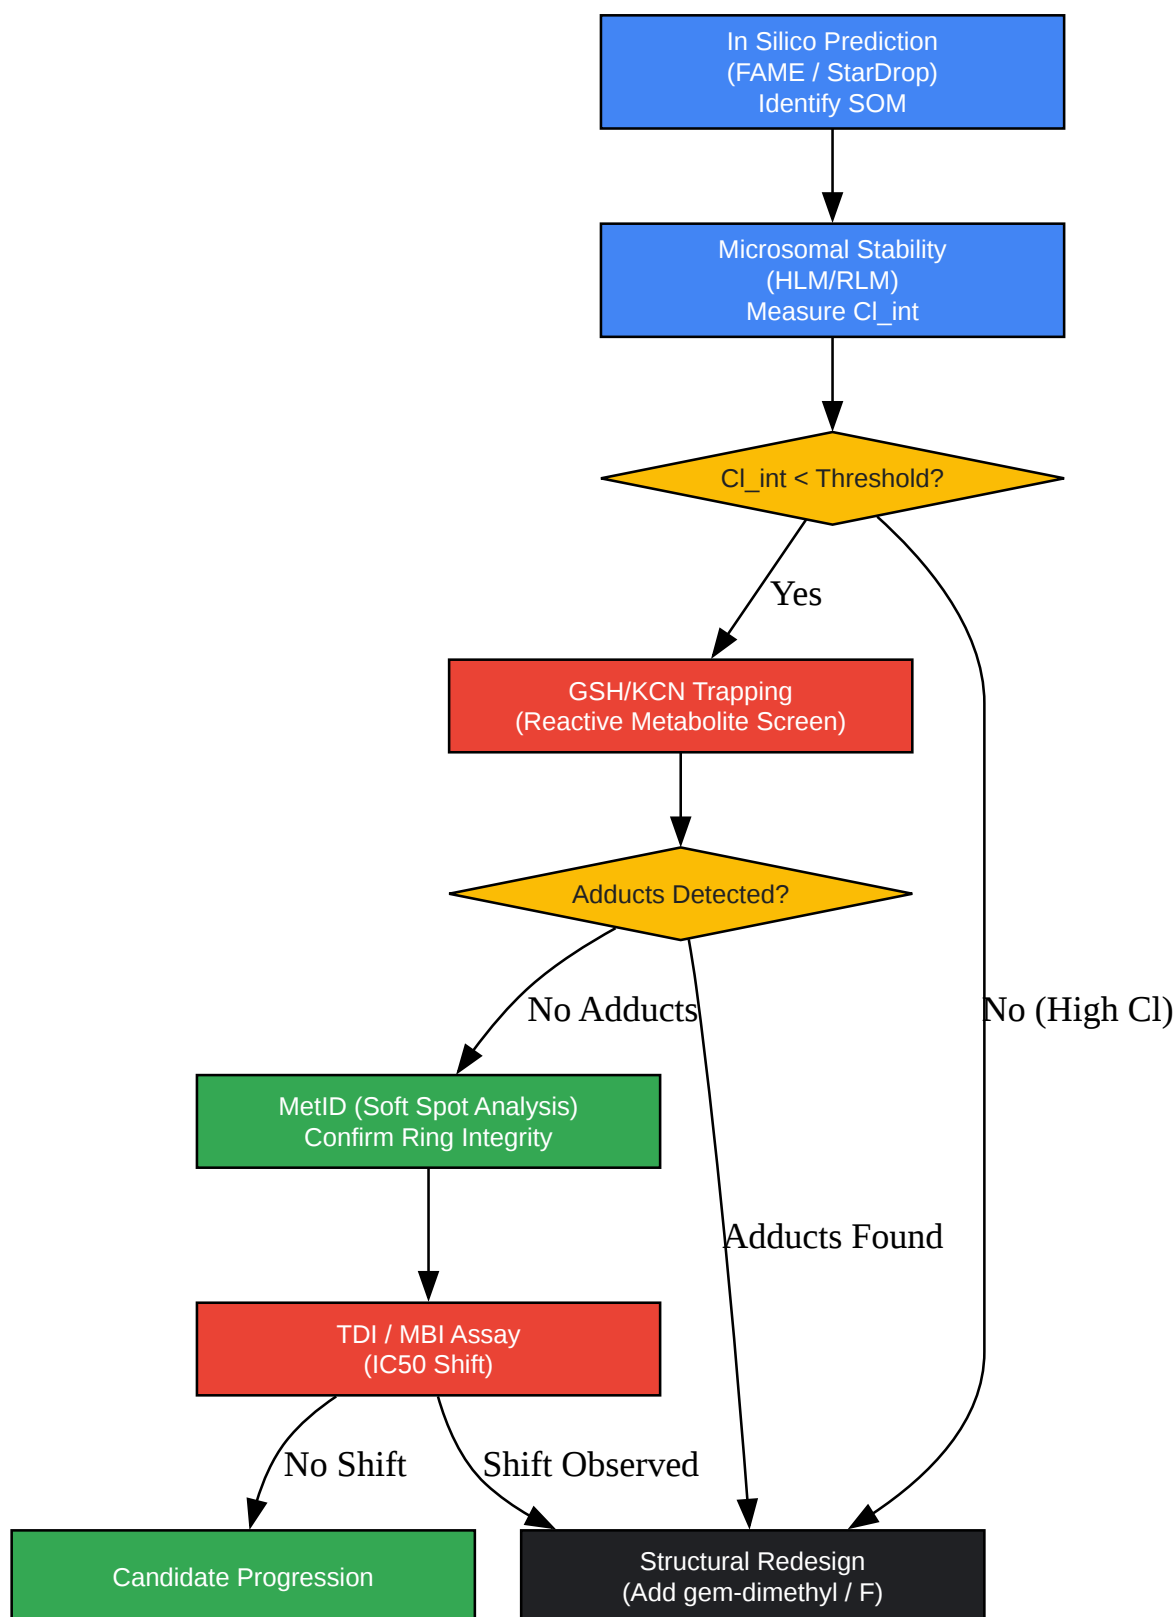 In Silico Prediction
(FAME / StarDrop)
Identify SOM
Microsomal Stability
(HLM/RLM)
Measure Cl_int
Cl_int < Threshold?
Yes
GSH/KCN Trapping
(Reactive Metabolite Screen)
Adducts Detected?
No Adducts
No (High Cl)
MetID (Soft Spot Analysis)
Confirm Ring Integrity
Adducts Found
TDI / MBI Assay
(IC50 Shift)
No Shift
Shift Observed
Candidate Progression
Structural Redesign
(Add gem-dimethyl / F)